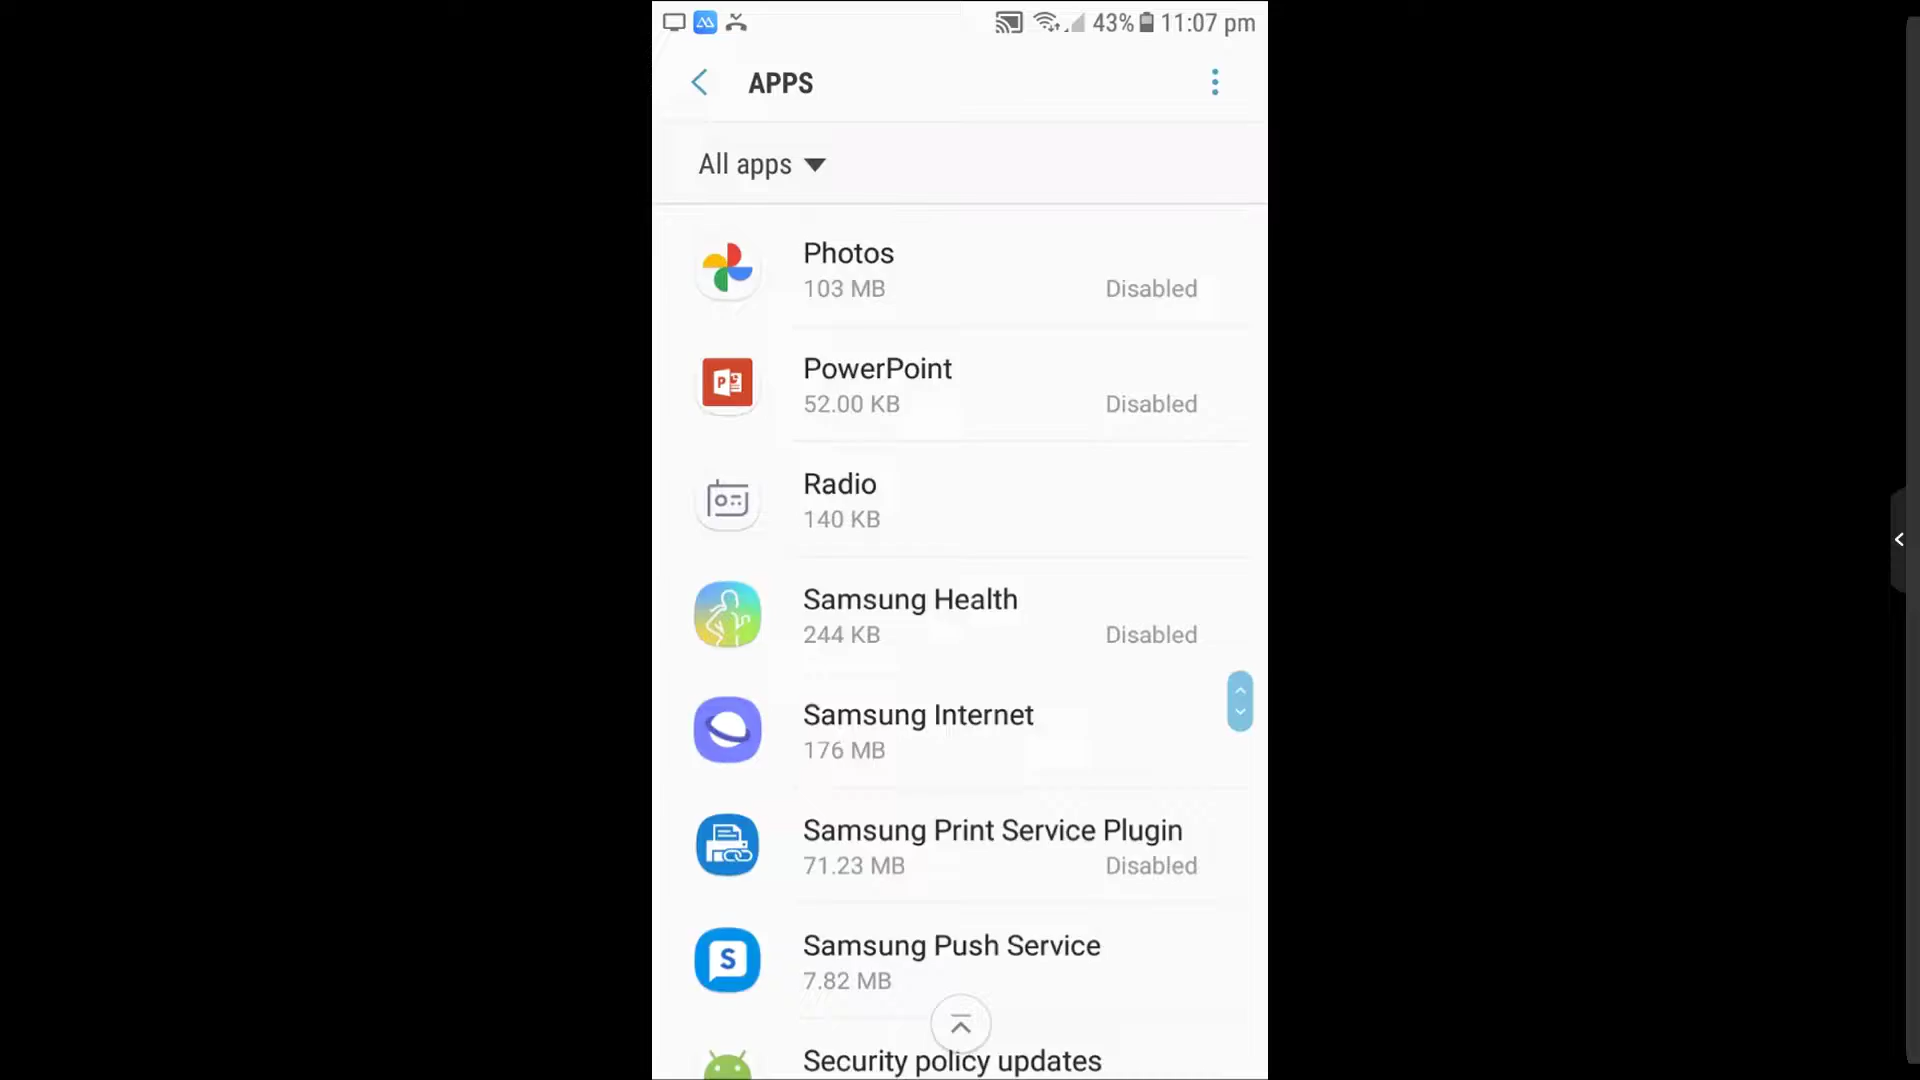 43% 11:07 pm
APPS
All apps
Photos
103 MB Disabled
PowerPoint
52.00 KB Disabled
Radio
140 KB
Samsung Health
244 KB Disabled
Samsung Internet
176 MB
Samsung Print Service Plugin
71.23 MB Disabled
Samsung Push Service
7.82 MB
Security policy updates